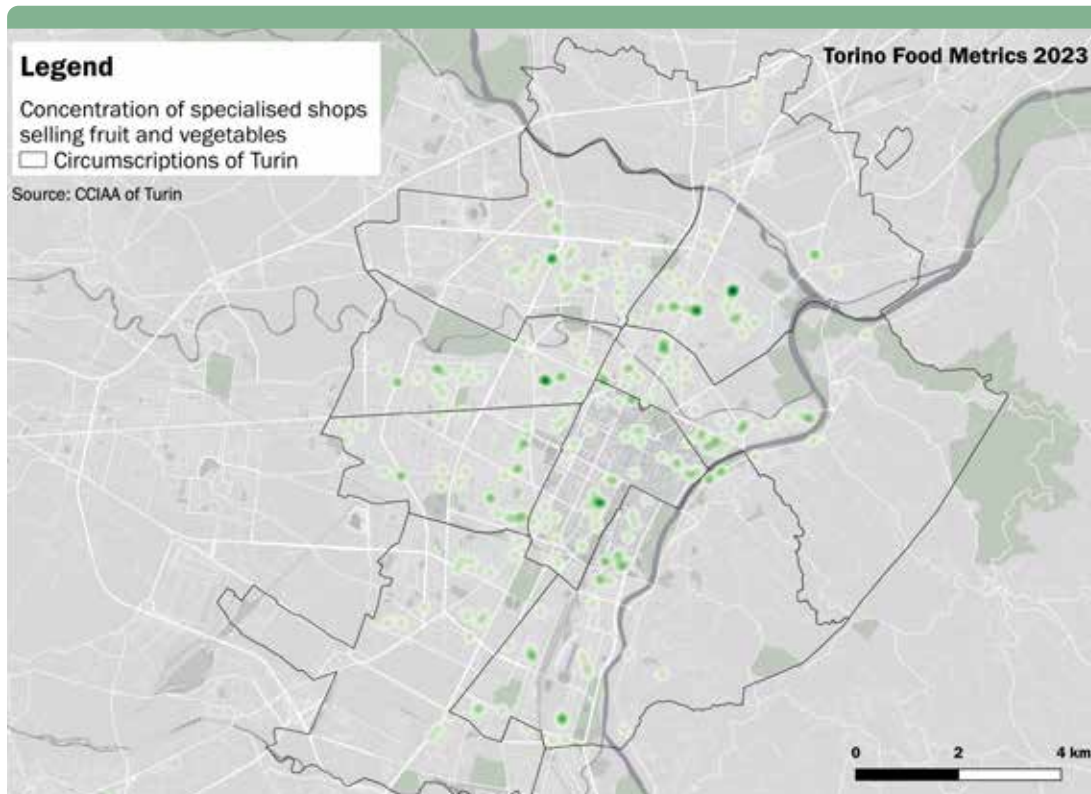 Torino Food Metrics 2023
Legend
Concentration of specialised shops
selling fruit and vegetables
Circumscriptions of Turin
Source: CCIAA of Turin
0 2 4 km